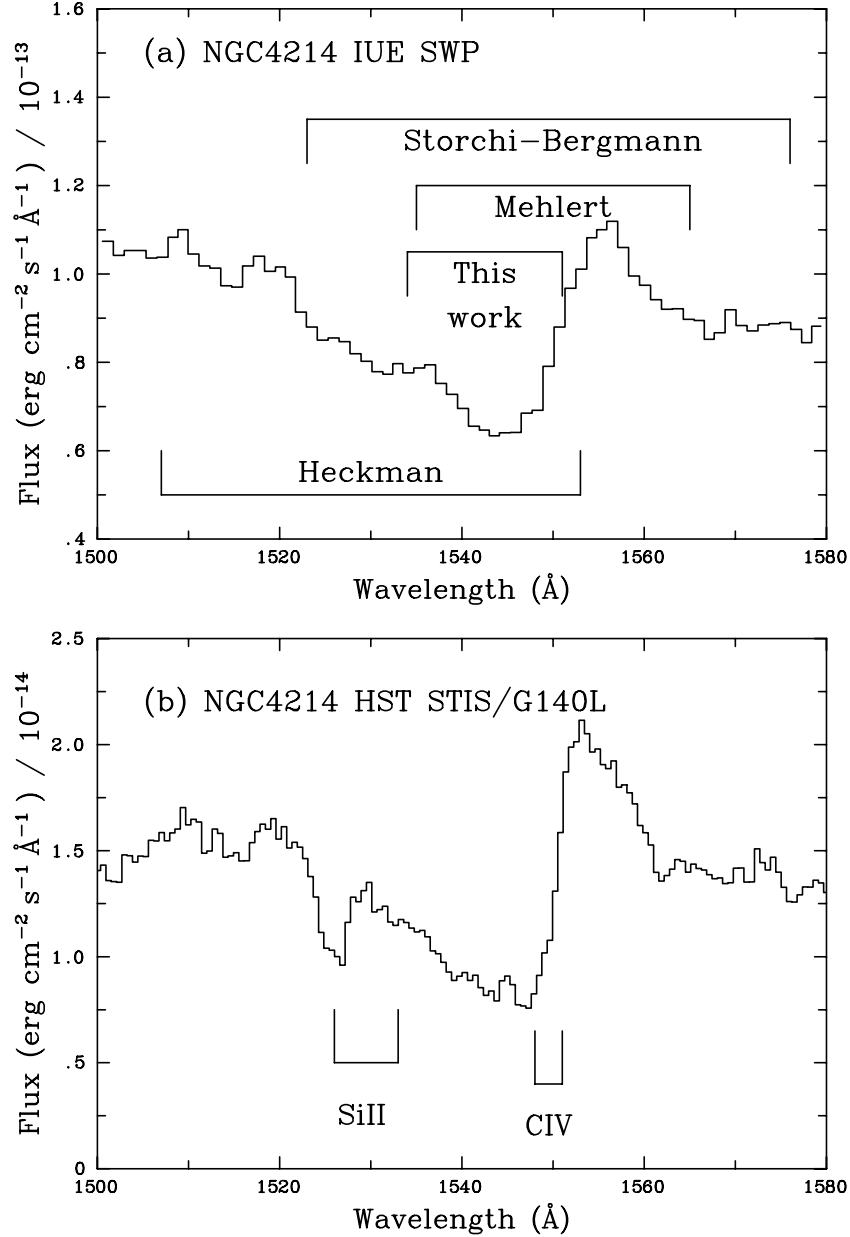 1.6
(a) NGC4214 IUE SWP
1.4
Storchi−Bergmann
1.2
Mehlert
1.0
This
work
.8
.6
Heckman
.4
1500 1520 1540 1560 1580
Wavelength (Å)
Flux (erg cm⁻² s⁻¹ Å⁻¹) / 10⁻¹³
2.5
(b) NGC4214 HST STIS/G140L
2.0
1.5
1.0
.5
SiII
CIV
0
1500 1520 1540 1560 1580
Wavelength (Å)
Flux (erg cm⁻² s⁻¹ Å⁻¹) / 10⁻¹⁴